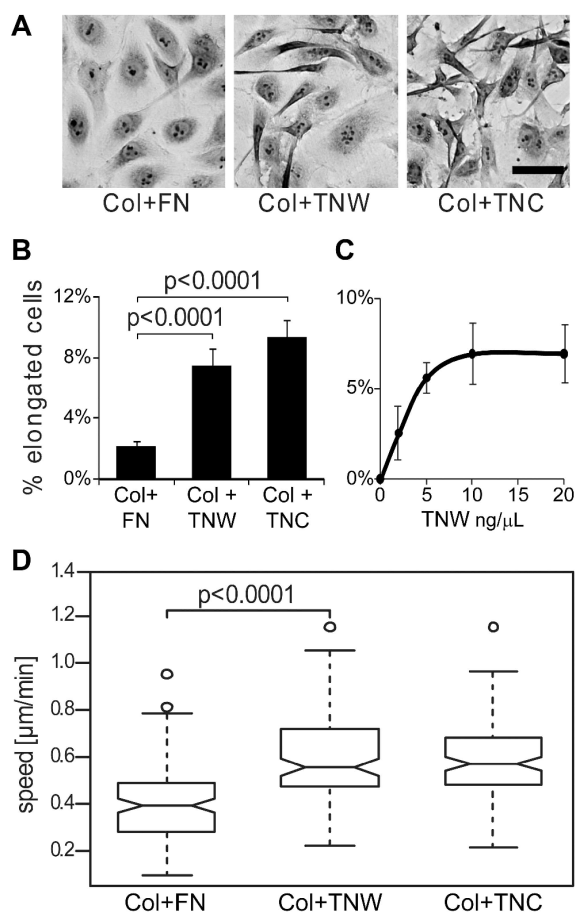 A
Col+FN
Col+TNW
Col+TNC
B
% elongated cells
12%
8%
4%
0%
p<0.0001
p<0.0001
Col+ Col + Col +
FN TNW TNC
C
10%
5%
0%
0 5 10 15 20
TNW ng/μL
D
speed [μm/min]
1.4
1.2
1.0
0.8
0.6
0.4
0.2
p<0.0001
Col+FN Col+TNW Col+TNC